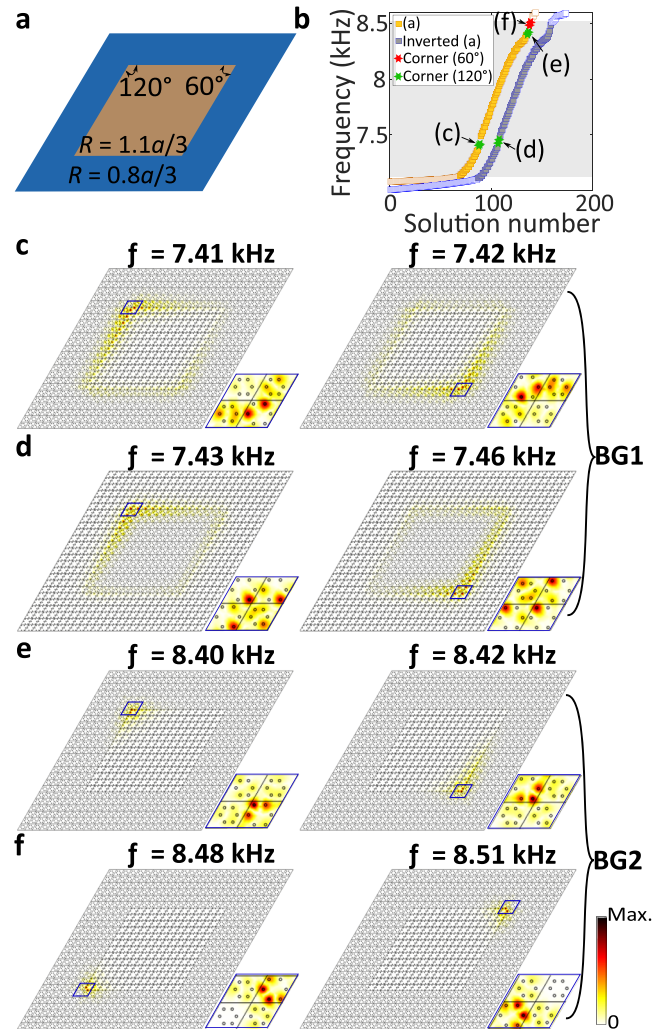 a
120° 60°
R = 1.1a/3
R = 0.8a/3
b
Frequency (kHz)
8.5
8
7.5
(a)
Inverted (a)
Corner (60°)
Corner (120°)
(f)
(e)
(c)
(d)
0 100 200
Solution number
c
ƒ = 7.41 kHz ƒ = 7.42 kHz
d
ƒ = 7.43 kHz ƒ = 7.46 kHz
BG1
e
ƒ = 8.40 kHz ƒ = 8.42 kHz
f
ƒ = 8.48 kHz ƒ = 8.51 kHz
BG2
Max.
0